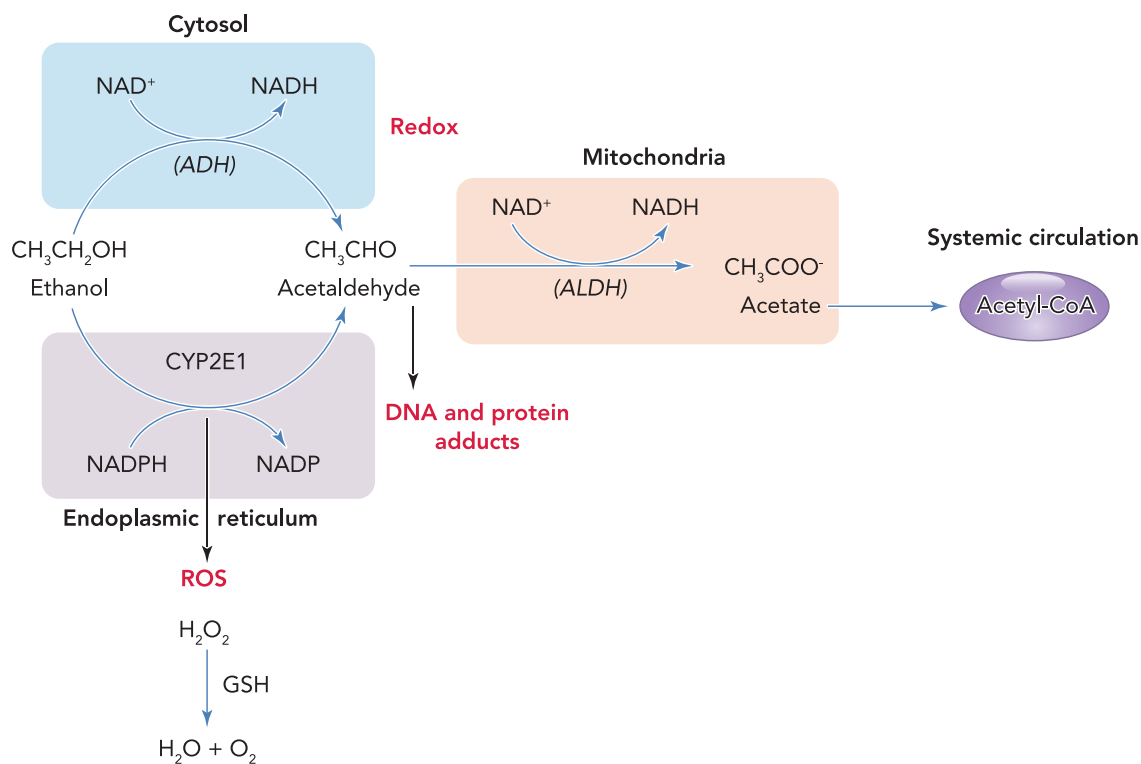 Cytosol
NAD⁺ NADH
Redox
(ADH)
Mitochondria
NAD⁺ NADH
CH₃CH₂OH
Ethanol
CH₃CHO
Acetaldehyde
(ALDH)
CH₃COO⁻
Acetate
Systemic circulation
Acetyl-CoA
CYP2E1
DNA and protein
adducts
NADPH NADP
Endoplasmic reticulum
ROS
H₂O₂
GSH
H₂O + O₂